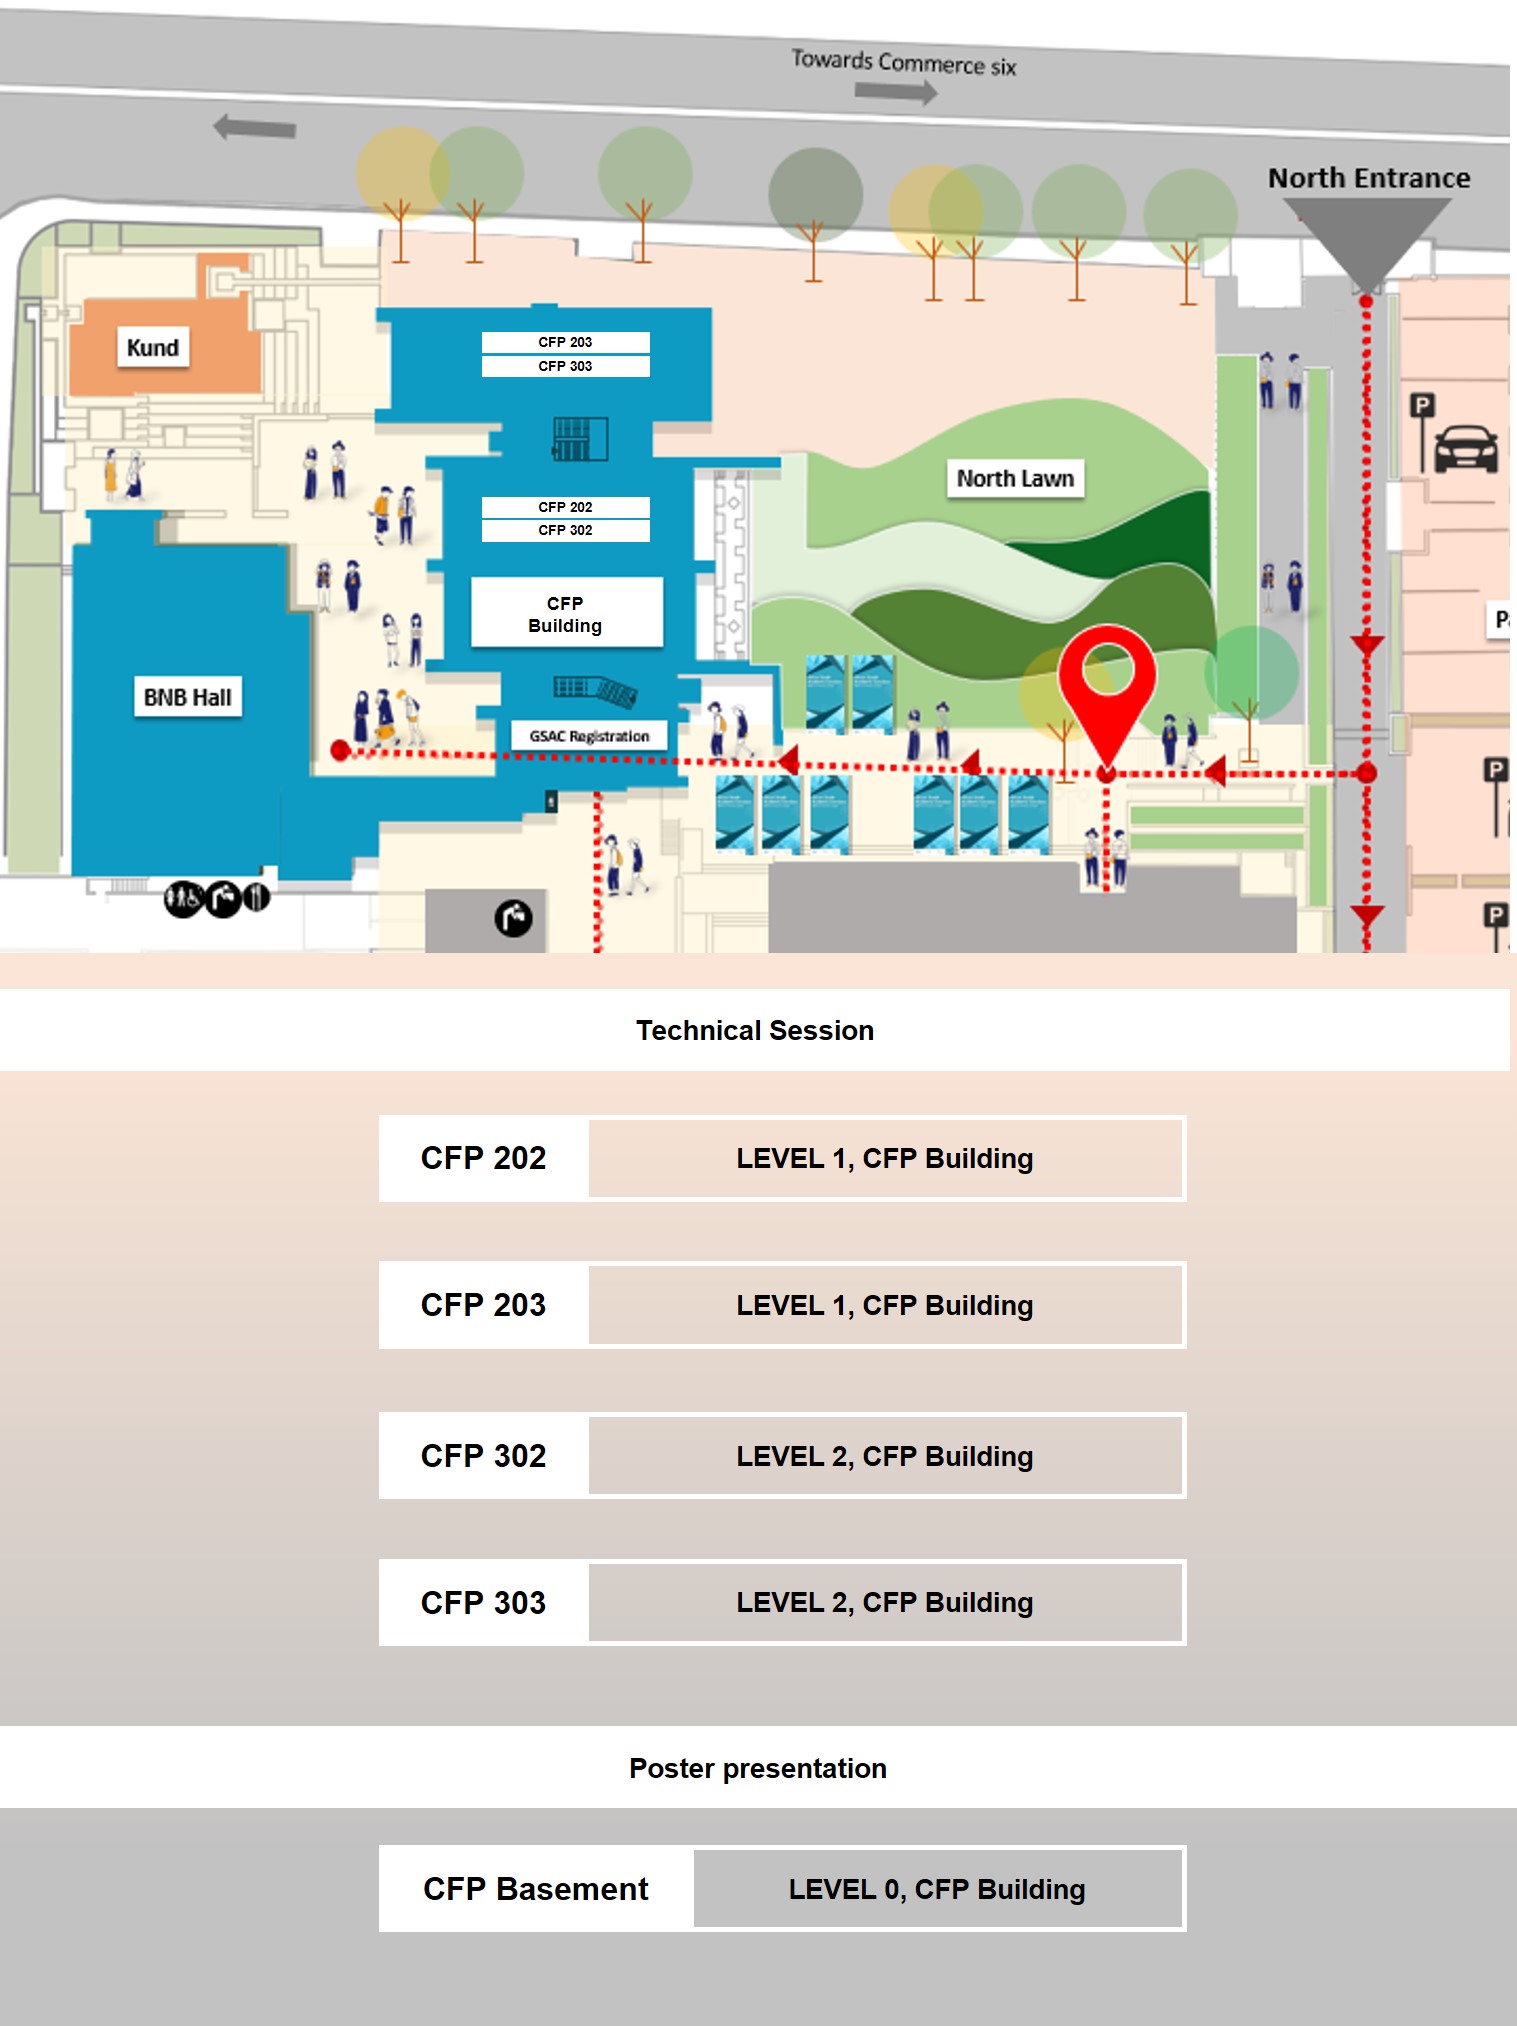 Towards Commerce six
North Entrance
Kund
CFP 203
CFP 303
P
North Lawn
CFP 202
CFP 302
CFP
Building
BNB Hall
GSAC Registration
P
P
Technical Session
CFP 202
LEVEL 1, CFP Building
CFP 203
LEVEL 1, CFP Building
CFP 302
LEVEL 2, CFP Building
CFP 303
LEVEL 2, CFP Building
Poster presentation
CFP Basement
LEVEL 0, CFP Building